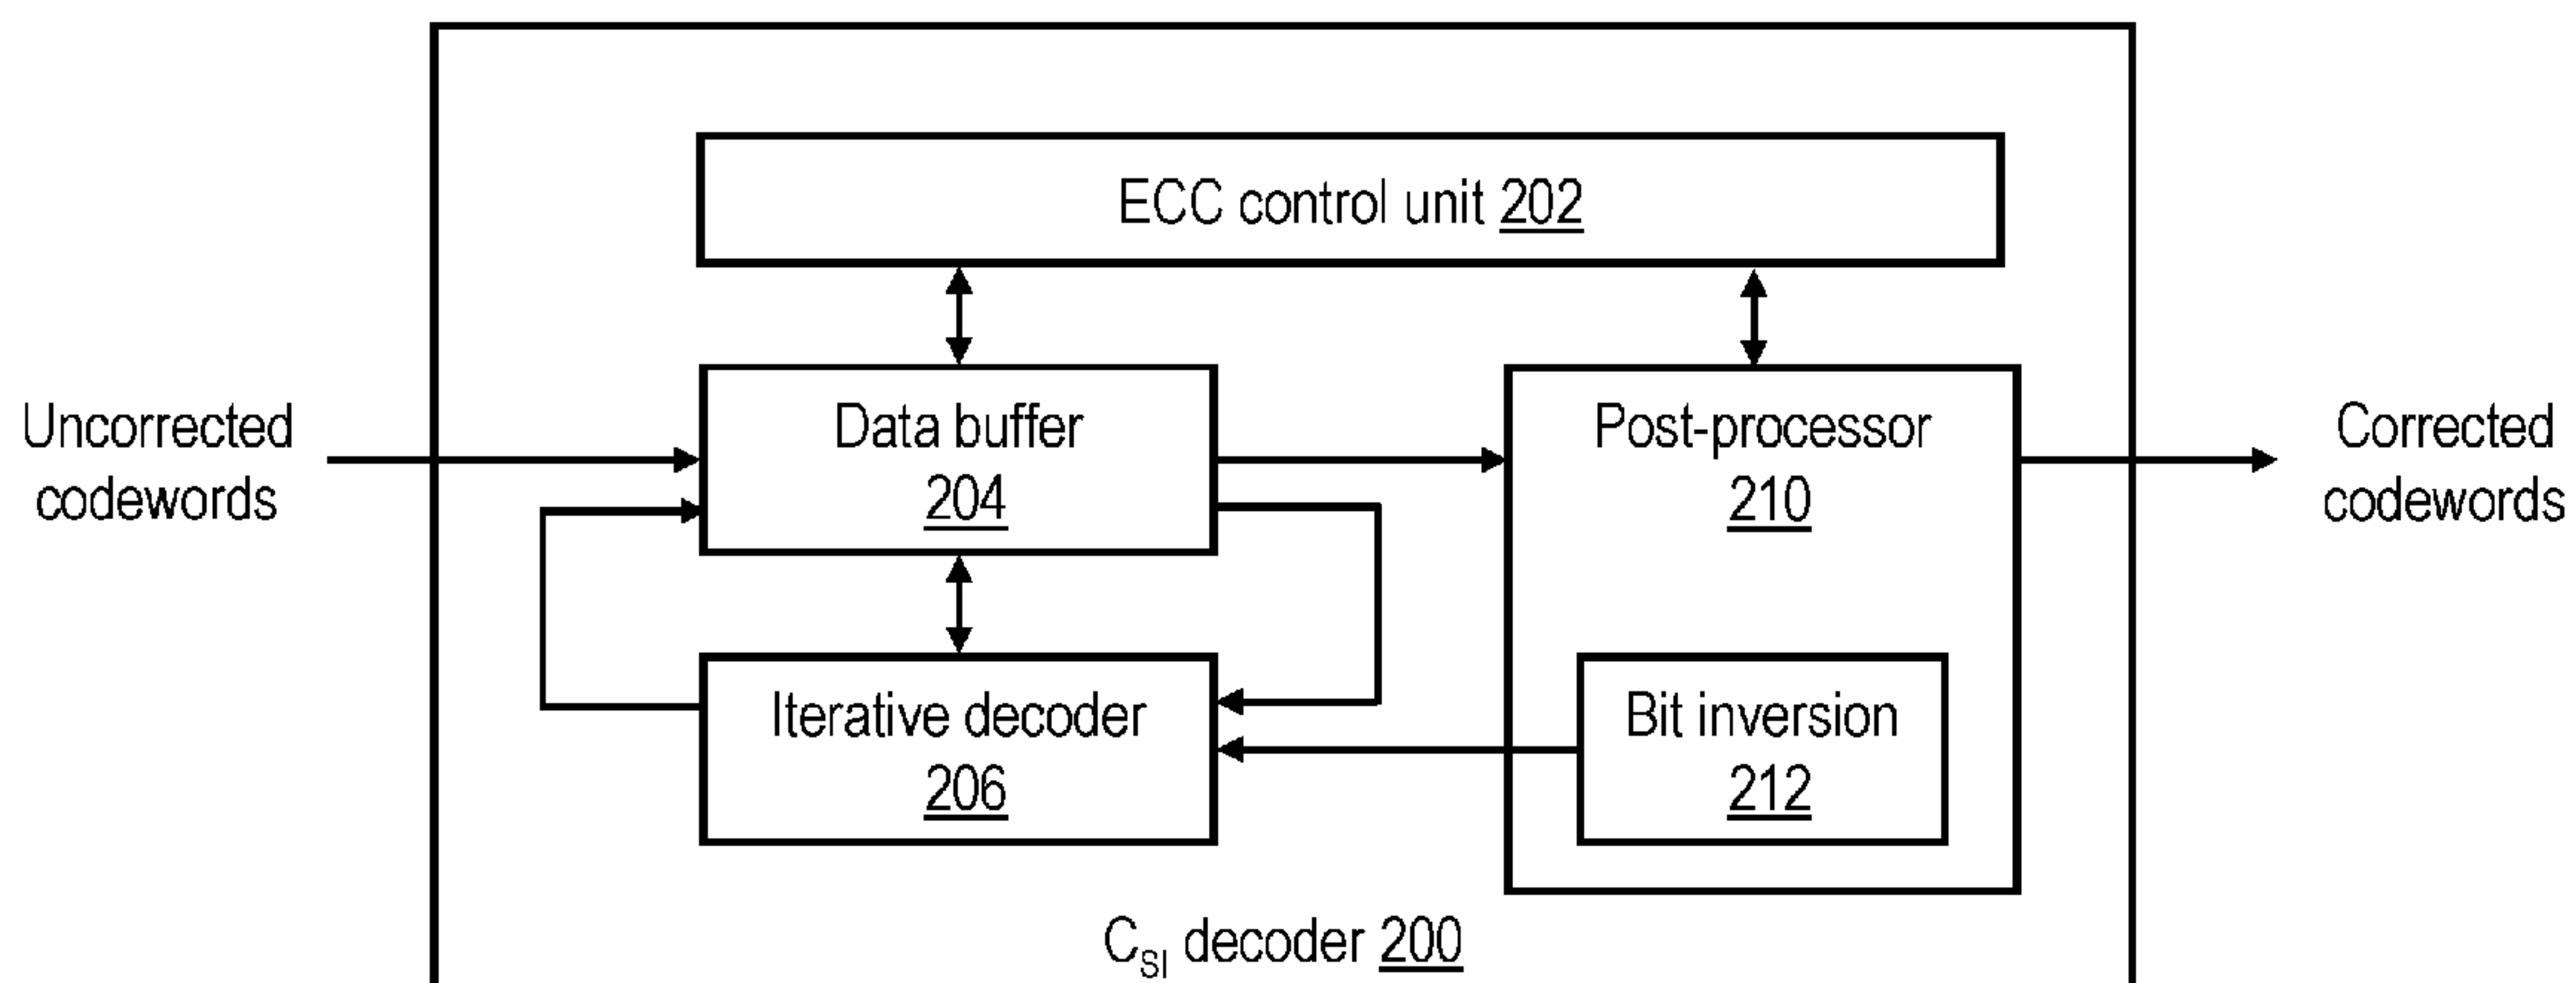 ECC control unit 202
Uncorrected
codewords
Data buffer
204
Post-processor
210
Corrected
codewords
Iterative decoder
206
Bit inversion
212
C_SI decoder 200